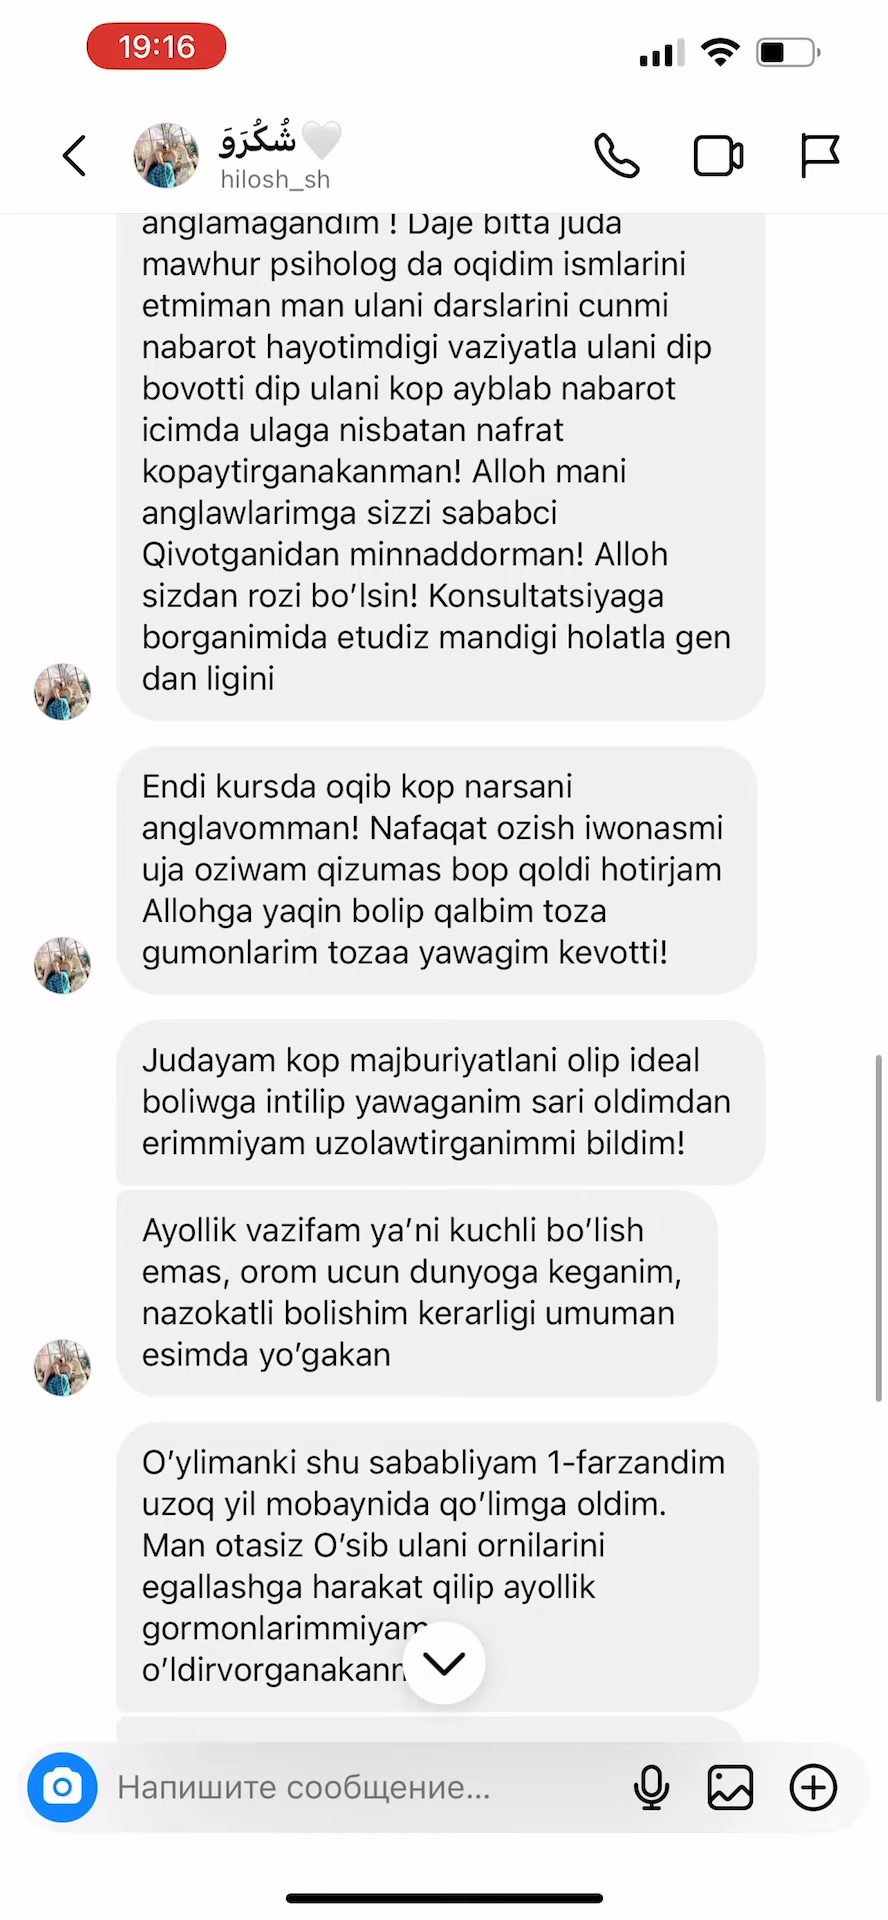 19:16
شُكُرَوَ🤍
hilosh_sh
anglamagandim ! Daje bitta juda
mawhur psiholog da oqidim ismlarini
etmiman man ulani darslarini cunmi
nabarot hayotimdigi vaziyatla ulani dip
bovotti dip ulani kop ayblab nabarot
icimda ulaga nisbatan nafrat
kopaytirganakanman! Alloh mani
anglawlarimga sizzi sababci
Qivotganidan minnaddorman! Alloh
sizdan rozi bo’lsin! Konsultatsiyaga
borganimida etudiz mandigi holatla gen
dan ligini
Endi kursda oqib kop narsani
anglavomman! Nafaqat ozish iwonasmi
uja oziwam qizumas bop qoldi hotirjam
Allohga yaqin bolip qalbim toza
gumonlarim tozaa yawagim kevotti!
Judayam kop majburiyatlani olip ideal
boliwga intilip yawaganim sari oldimdan
erimmiyam uzolawtirganimmi bildim!
Ayollik vazifam ya’ni kuchli bo’lish
emas, orom ucun dunyoga keganim,
nazokatli bolishim kerarligi umuman
esimda yo’gakan
O’ylimanki shu sababliyam 1-farzandim
uzoq yil mobaynida qo’limga oldim.
Man otasiz O’sib ulani ornilarini
egallashga harakat qilip ayollik
gormonlarimmiyam
Напишите сообщение...